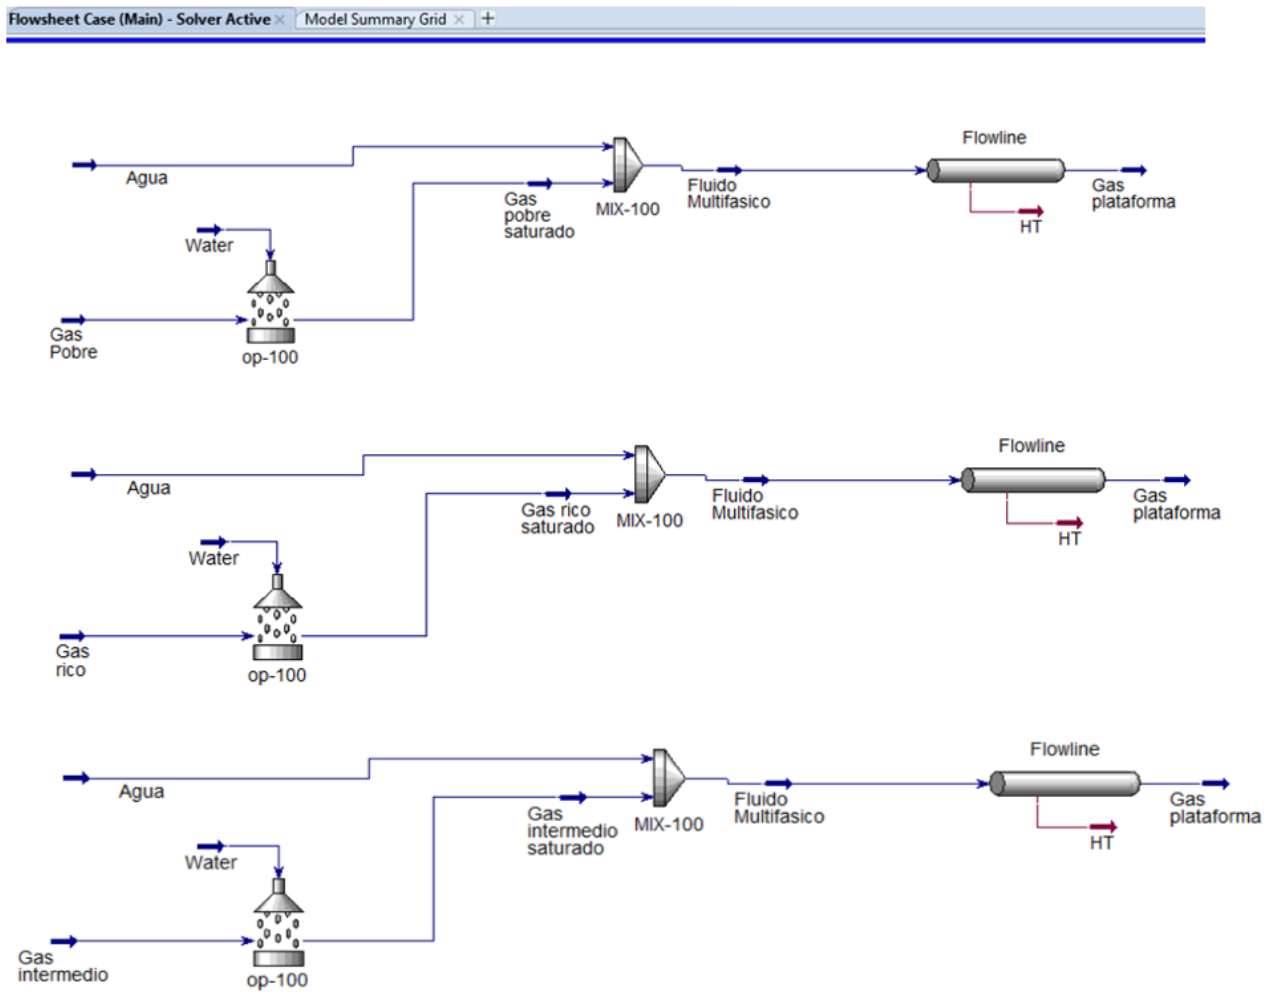 Flowsheet Case (Main) - Solver Active × Model Summary Grid × +
Flowline
Agua
Gas
pobre
saturado
MIX-100
Fluido
Multifasico
Gas
plataforma
HT
Water
Gas
Pobre
op-100
Flowline
Agua
Gas rico
saturado
MIX-100
Fluido
Multifasico
Gas
plataforma
HT
Water
Gas
rico
op-100
Flowline
Agua
Gas
intermedio
saturado
MIX-100
Fluido
Multifasico
Gas
plataforma
HT
Water
Gas
intermedio
op-100